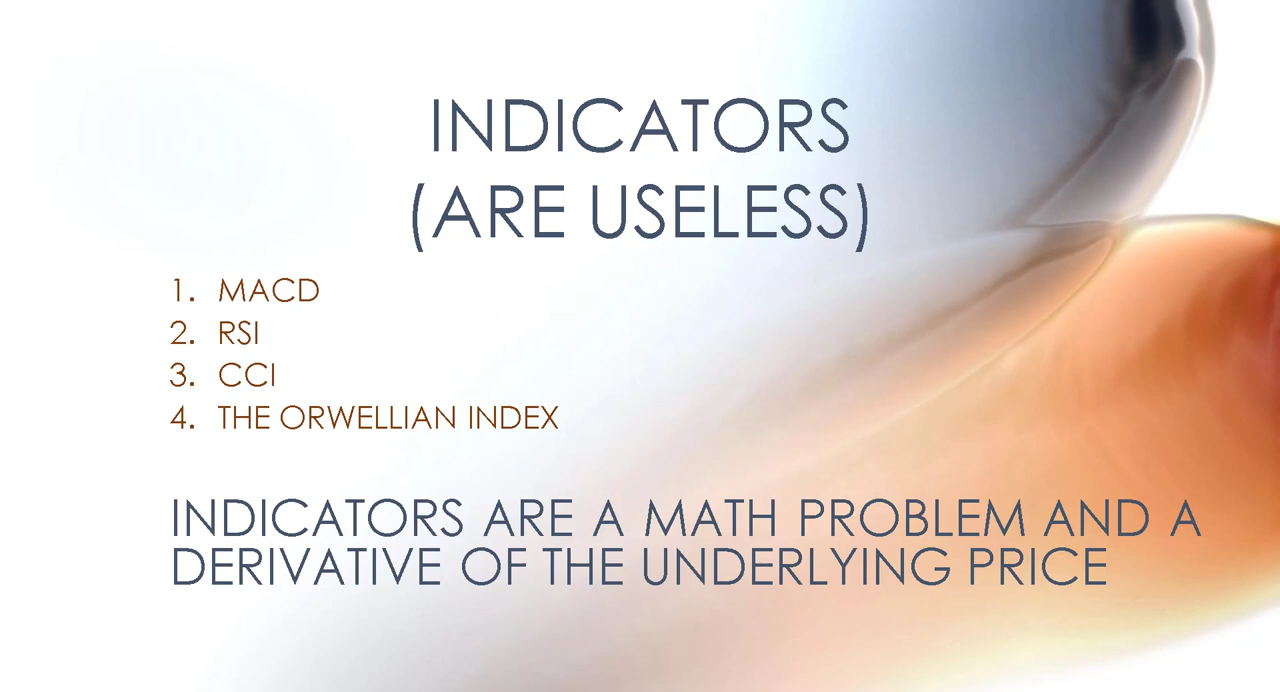 INDICATORS
(ARE USELESS)
1. MACD
2. RSI
3. CCI
4. THE ORWELLIAN INDEX
INDICATORS ARE A MATH PROBLEM AND A
DERIVATIVE OF THE UNDERLYING PRICE